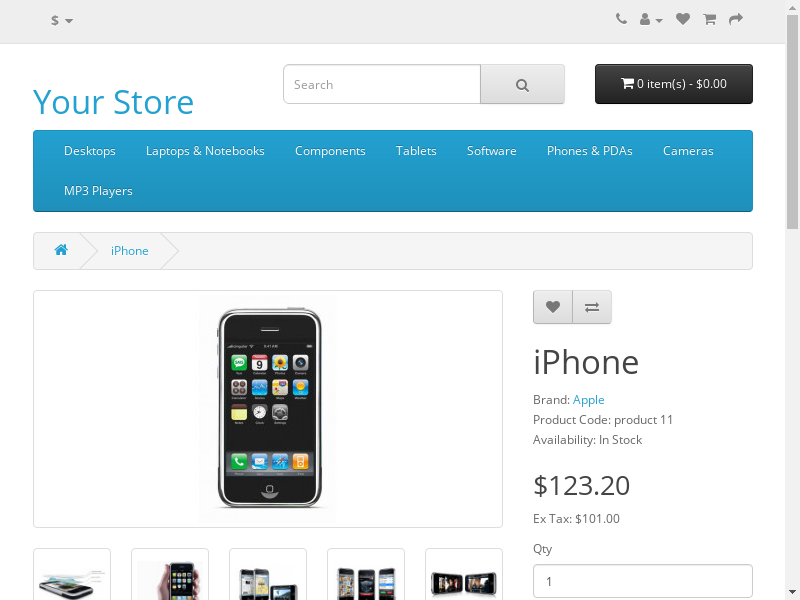 $
Search
0 item(s) - $0.00
Your Store
Desktops
Laptops & Notebooks
Components
Tablets
Software
Phones & PDAs
Cameras
MP3 Players
iPhone
iPhone
Brand: Apple
Product Code: product 11
Availability: In Stock
$123.20
Ex Tax: $101.00
Qty
1